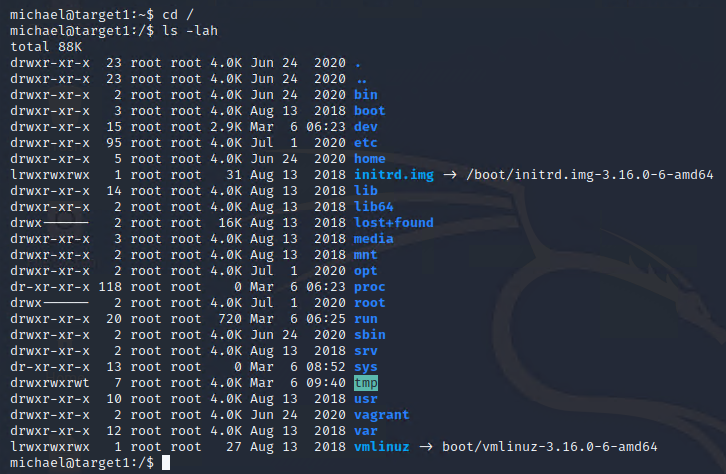 michael@target1:~$ cd /
michael@target1:/$ ls -lah
total 88K
drwxr-xr-x  23 root root 4.0K Jun 24  2020 .
drwxr-xr-x  23 root root 4.0K Jun 24  2020 ..
drwxr-xr-x   2 root root 4.0K Jun 24  2020 bin
drwxr-xr-x   3 root root 4.0K Aug 13  2018 boot
drwxr-xr-x  15 root root 2.9K Mar  6 06:23 dev
drwxr-xr-x  95 root root 4.0K Jul  1  2020 etc
drwxr-xr-x   5 root root 4.0K Jun 24  2020 home
lrwxrwxrwx   1 root root   31 Aug 13  2018 initrd.img → /boot/initrd.img-3.16.0-6-amd64
drwxr-xr-x  14 root root 4.0K Aug 13  2018 lib
drwxr-xr-x   2 root root 4.0K Aug 13  2018 lib64
drwx------   2 root root  16K Aug 13  2018 lost+found
drwxr-xr-x   3 root root 4.0K Aug 13  2018 media
drwxr-xr-x   2 root root 4.0K Aug 13  2018 mnt
drwxr-xr-x   2 root root 4.0K Jul  1  2020 opt
dr-xr-xr-x 118 root root    0 Mar  6 06:23 proc
drwx------   2 root root 4.0K Jul  1  2020 root
drwxr-xr-x  20 root root  720 Mar  6 06:25 run
drwxr-xr-x   2 root root 4.0K Jun 24  2020 sbin
drwxr-xr-x   2 root root 4.0K Aug 13  2018 srv
dr-xr-xr-x  13 root root    0 Mar  6 08:52 sys
drwxrwxrwt   7 root root 4.0K Mar  6 09:40 tmp
drwxr-xr-x  10 root root 4.0K Aug 13  2018 usr
drwxr-xr-x   2 root root 4.0K Jun 24  2020 vagrant
drwxr-xr-x  12 root root 4.0K Aug 13  2018 var
lrwxrwxrwx   1 root root   27 Aug 13  2018 vmlinuz → boot/vmlinuz-3.16.0-6-amd64
michael@target1:/$